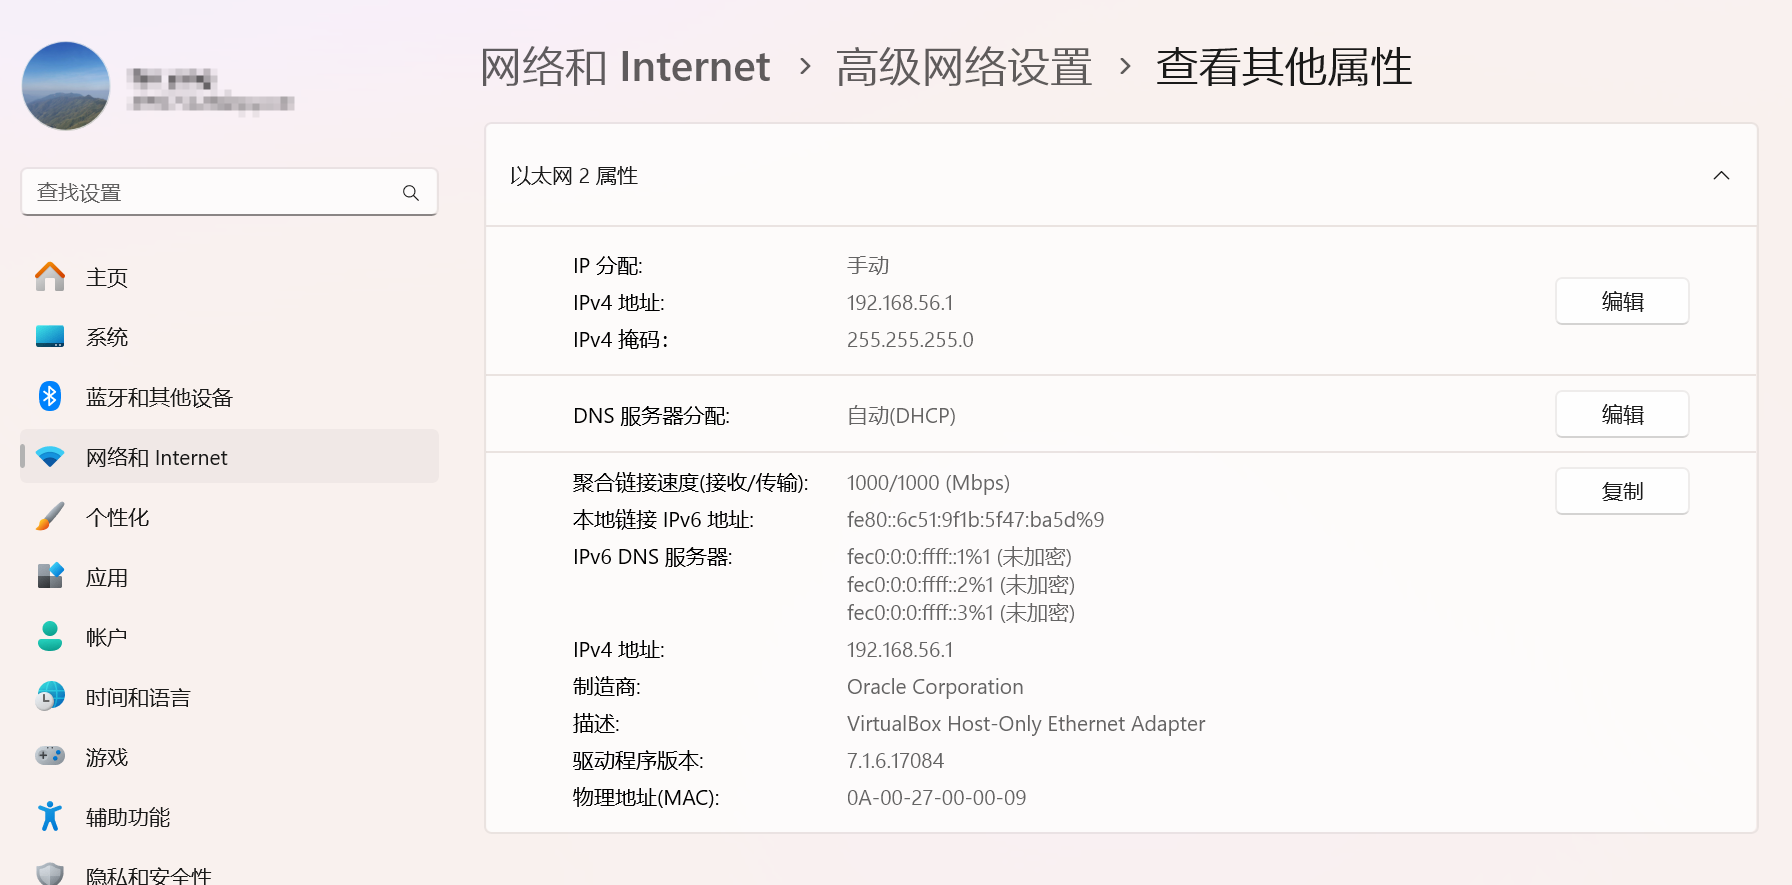 网络和 Internet › 高级网络设置 › 查看其他属性
查找设置
主页
系统
蓝牙和其他设备
网络和 Internet
个性化
应用
帐户
时间和语言
游戏
辅助功能
隐私和安全性
以太网 2 属性
IP 分配: 手动
IPv4 地址: 192.168.56.1
IPv4 掩码: 255.255.255.0
编辑
DNS 服务器分配: 自动(DHCP)
编辑
聚合链接速度(接收/传输): 1000/1000 (Mbps)
复制
本地链接 IPv6 地址: fe80::6c51:9f1b:5f47:ba5d%9
IPv6 DNS 服务器: fec0:0:0:ffff::1%1 (未加密)
fec0:0:0:ffff::2%1 (未加密)
fec0:0:0:ffff::3%1 (未加密)
IPv4 地址: 192.168.56.1
制造商: Oracle Corporation
描述: VirtualBox Host-Only Ethernet Adapter
驱动程序版本: 7.1.6.17084
物理地址(MAC): 0A-00-27-00-00-09